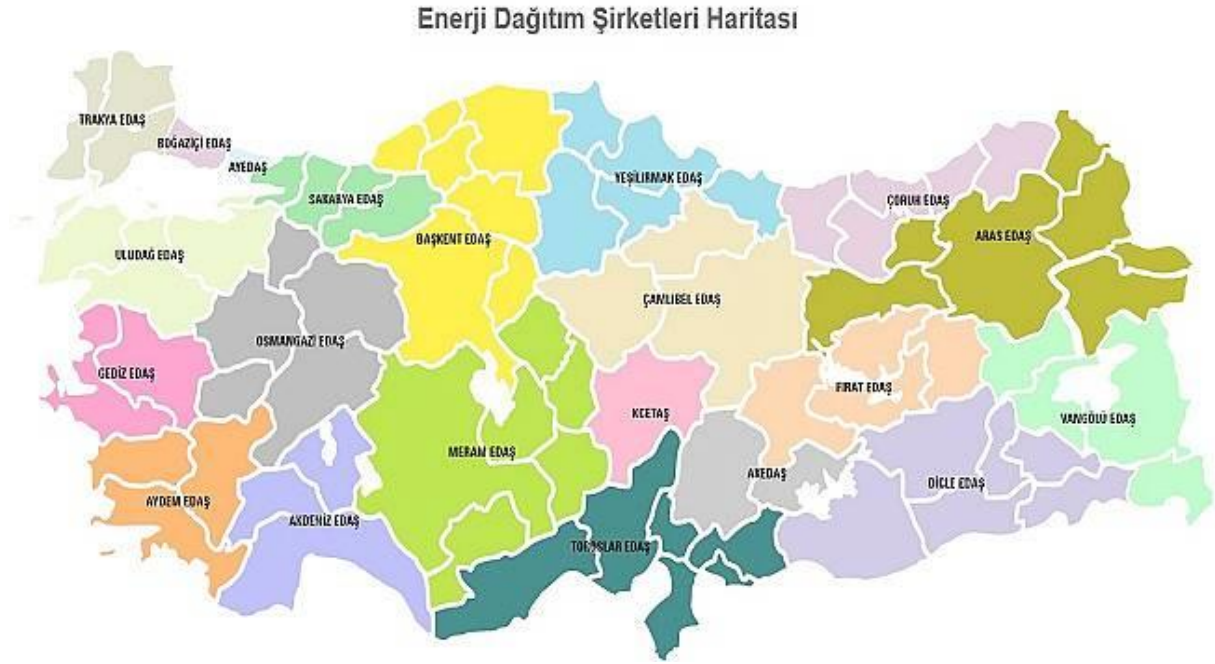 Enerji Dağıtım Şirketleri Haritası
TRAKYA EDAŞ
BOĞAZİÇİ EDAŞ
AYEDAŞ
SAKARYA EDAŞ
YEŞİLIRMAK EDAŞ
ÇORUH EDAŞ
BAŞKENT EDAŞ
ARAS EDAŞ
ULUDAĞ EDAŞ
ÇAMLIBEL EDAŞ
OSMANGAZİ EDAŞ
GEDİZ EDAŞ
FIRAT EDAŞ
KCETAŞ
VANGÖLÜ EDAŞ
MERAM EDAŞ
AKEDAŞ
DİCLE EDAŞ
AYDEM EDAŞ
AKDENİZ EDAŞ
TOROSLAR EDAŞ